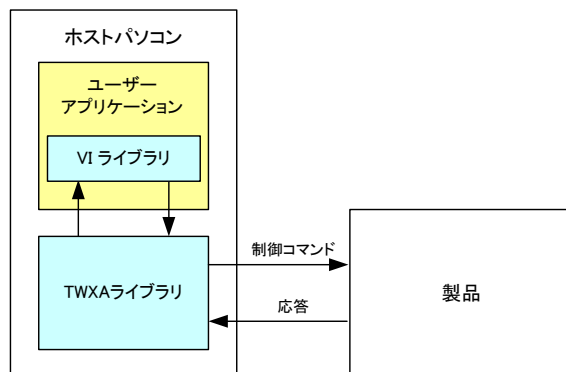 ホストパソコン
ユーザー
アプリケーション
VI ライブラリ
TWXAライブラリ
制御コマンド
応答
製品